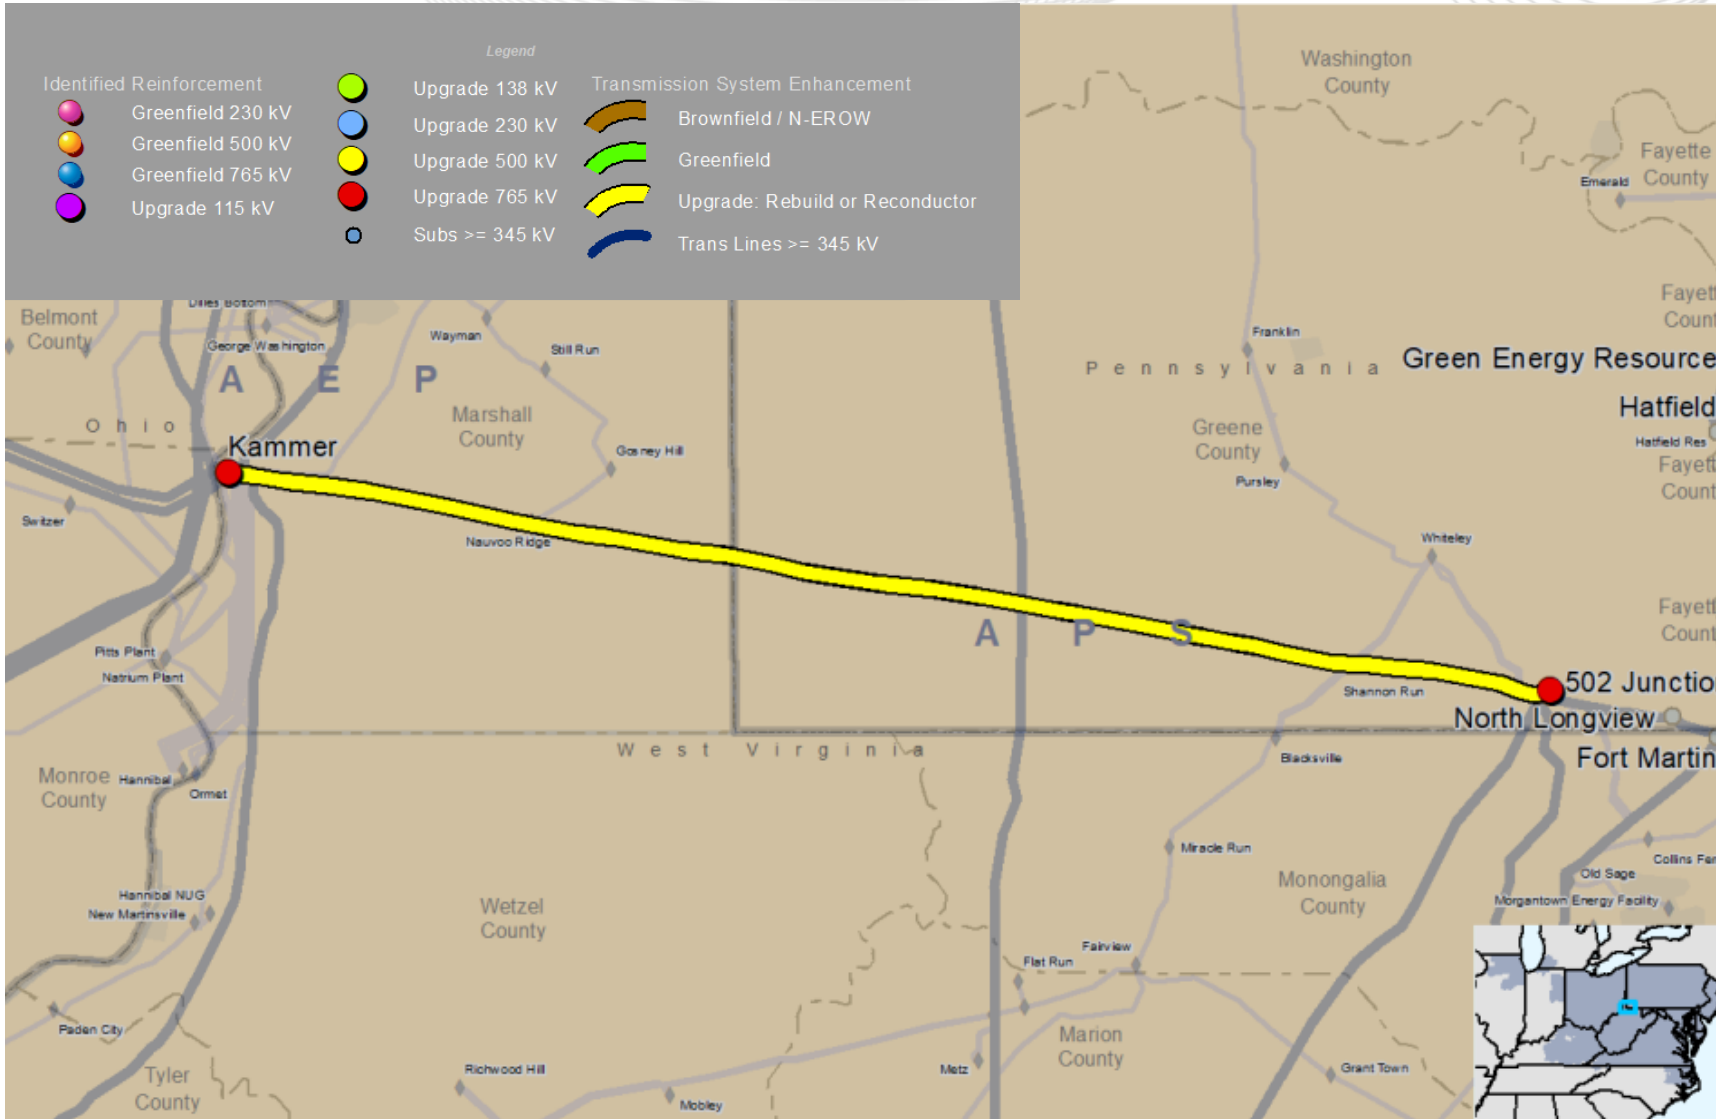 Legend
Identified Reinforcement
Greenfield 230 kV
Greenfield 500 kV
Greenfield 765 kV
Upgrade 115 kV
Upgrade 138 kV
Upgrade 230 kV
Upgrade 500 kV
Upgrade 765 kV
Subs >= 345 kV
Transmission System Enhancement
Brownfield / N-EROW
Greenfield
Upgrade: Rebuild or Reconductor
Trans Lines >= 345 kV
Washington
County
Fayette
County
Emerald
Belmont
County
Dilles Bottom
George Washington
Wayman
Still Run
A E P
Marshall
County
Ohio
Kammer
Gosney Hill
Switzer
Nauvoo Ridge
Franklin
Pennsylvania
Green Energy Resource
Fayett
Count
Hatfield
Hatfield Res
Fayett
Count
Greene
County
Pursley
Whiteley
Fayett
Count
A P S
Pitts Plant
Natrium Plant
Shannon Run
502 Junctio
North Longview
Fort Martin
West Virginia
Blacksville
Monroe
County
Hannibal
Ormet
Miracle Run
Collins Fer
Old Sage
Monongalia
County
Morgantown Energy Facility
Hannibal NUG
New Martinsville
Wetzel
County
Fairview
Flat Run
Paden City
Marion
County
Tyler
County
Richwood Hill
Metz
Grant Town
Mobley